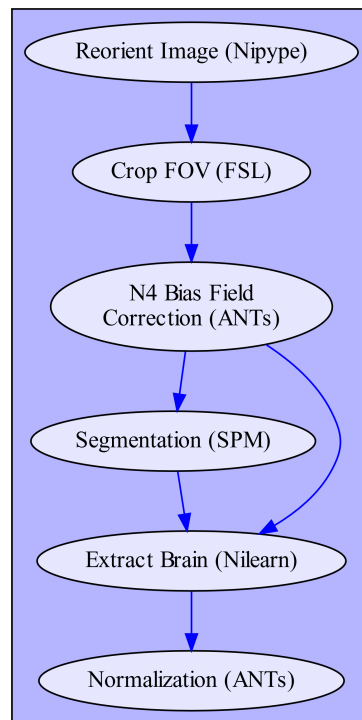 Reorient Image (Nipype)
Crop FOV (FSL)
N4 Bias Field
Correction (ANTs)
Segmentation (SPM)
Extract Brain (Nilearn)
Normalization (ANTs)